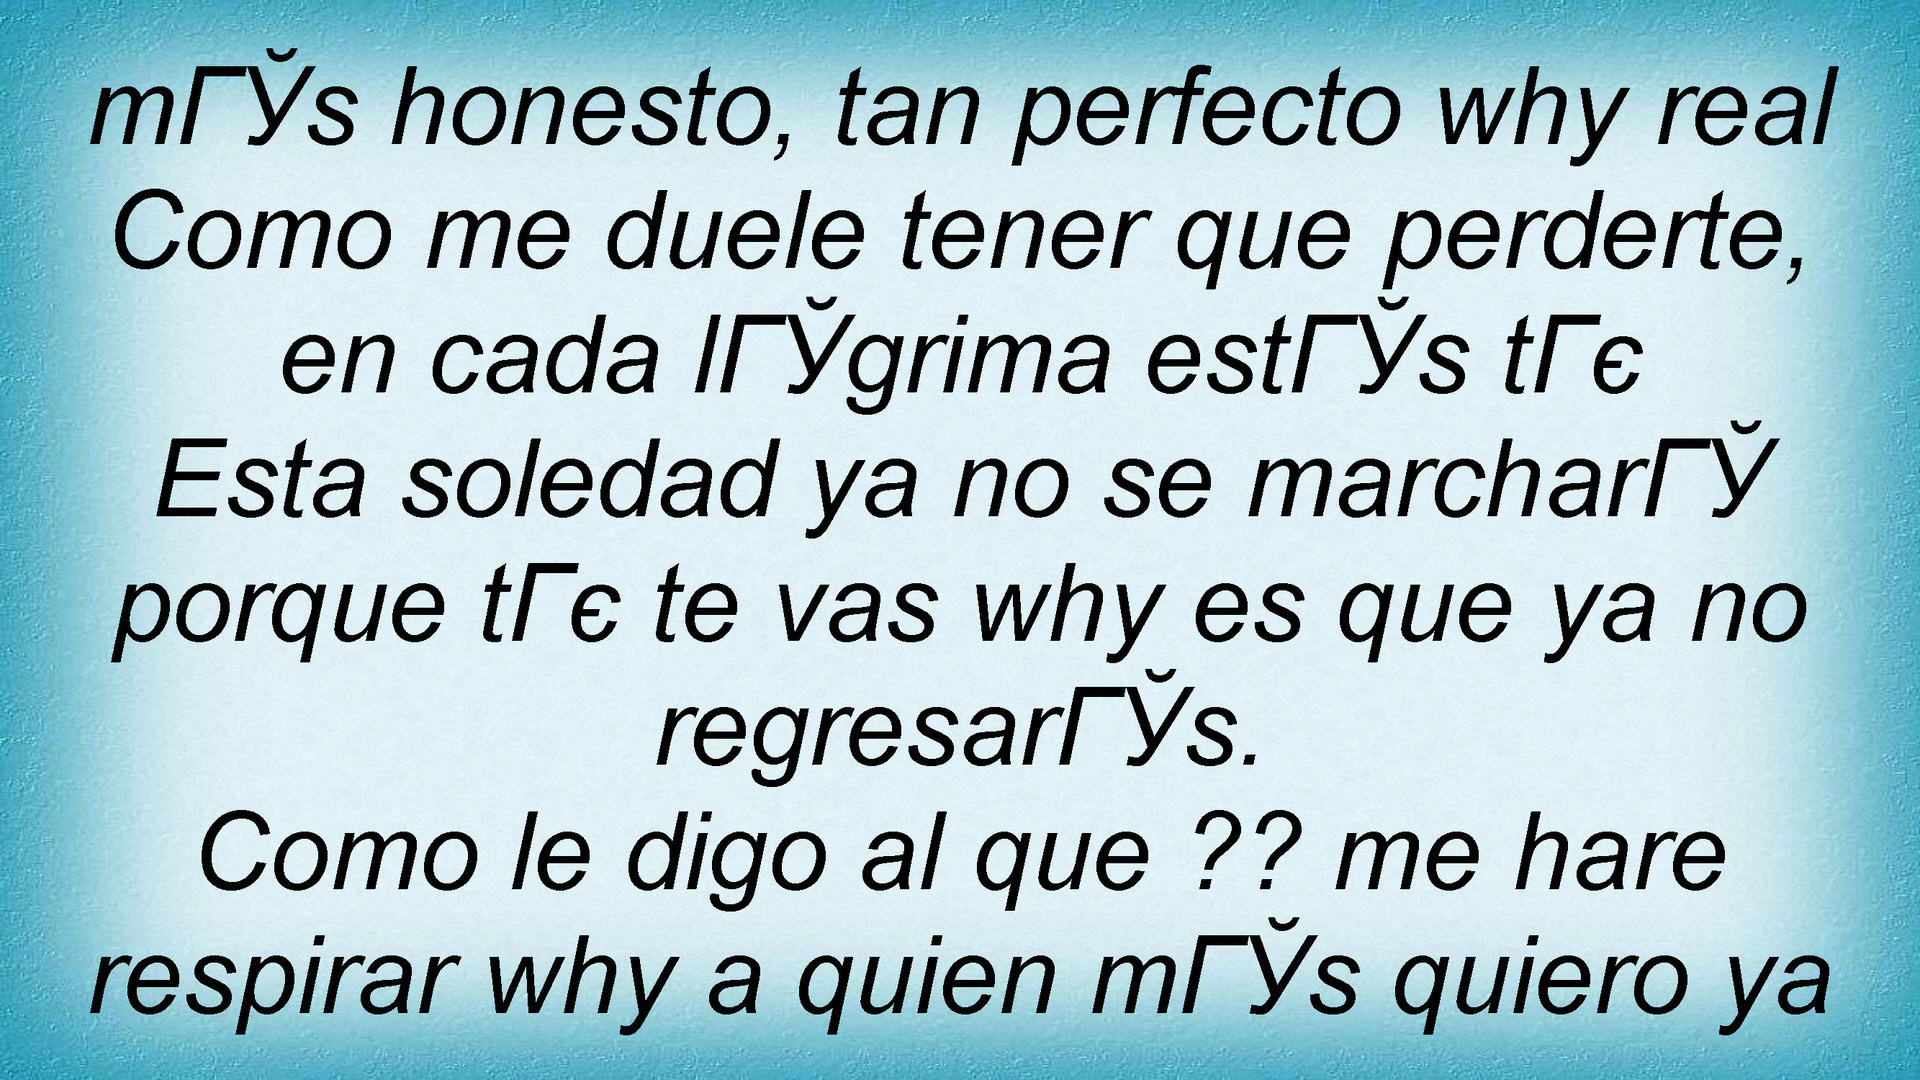 mГЎs honesto, tan perfecto why real
Como me duele tener que perderte,
en cada lГЎgrima estГЎs tГє
Esta soledad ya no se marcharГЎ
porque tГє te vas why es que ya no
regresarГЎs.
Como le digo al que ?? me hare
respirar why a quien mГЎs quiero ya